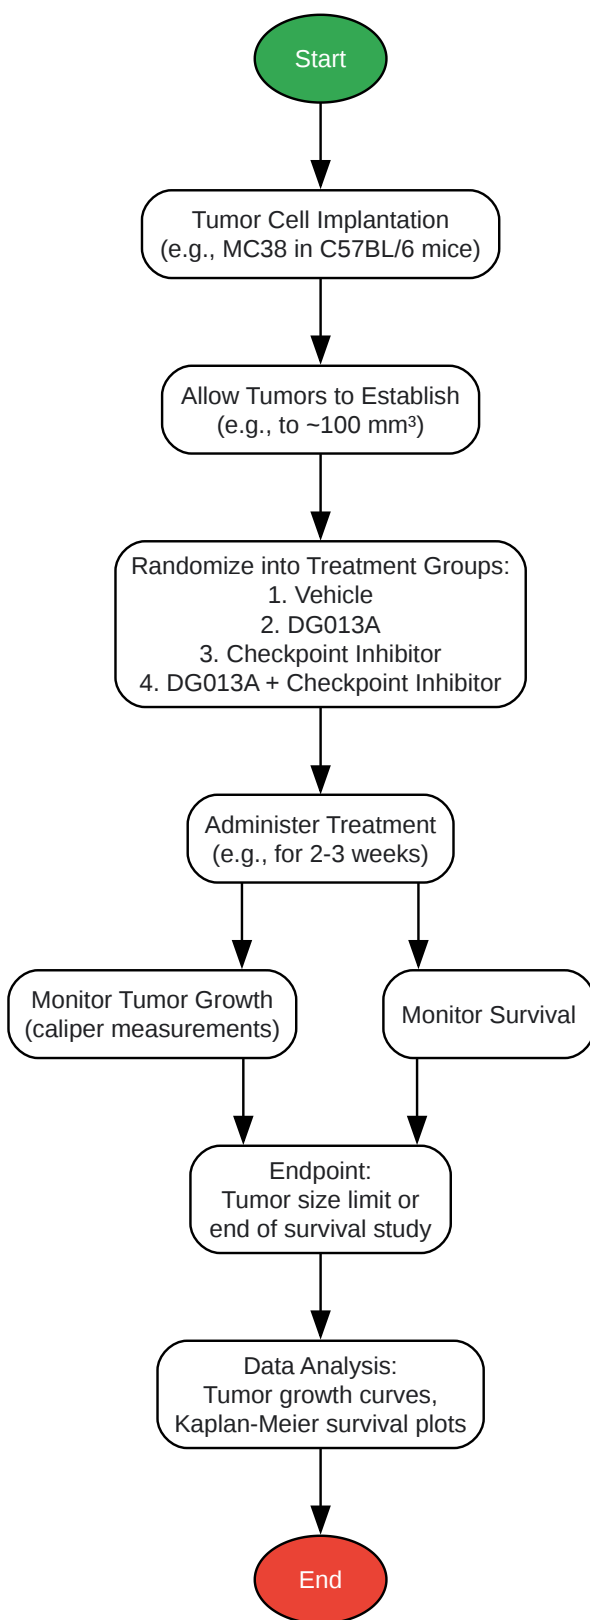 Start
Tumor Cell Implantation
(e.g., MC38 in C57BL/6 mice)
Allow Tumors to Establish
(e.g., to ~100 mm³)
Randomize into Treatment Groups:
1. Vehicle
2. DG013A
3. Checkpoint Inhibitor
4. DG013A + Checkpoint Inhibitor
Administer Treatment
(e.g., for 2-3 weeks)
Monitor Tumor Growth
(caliper measurements)
Monitor Survival
Endpoint:
Tumor size limit or
end of survival study
Data Analysis:
Tumor growth curves,
Kaplan-Meier survival plots
End